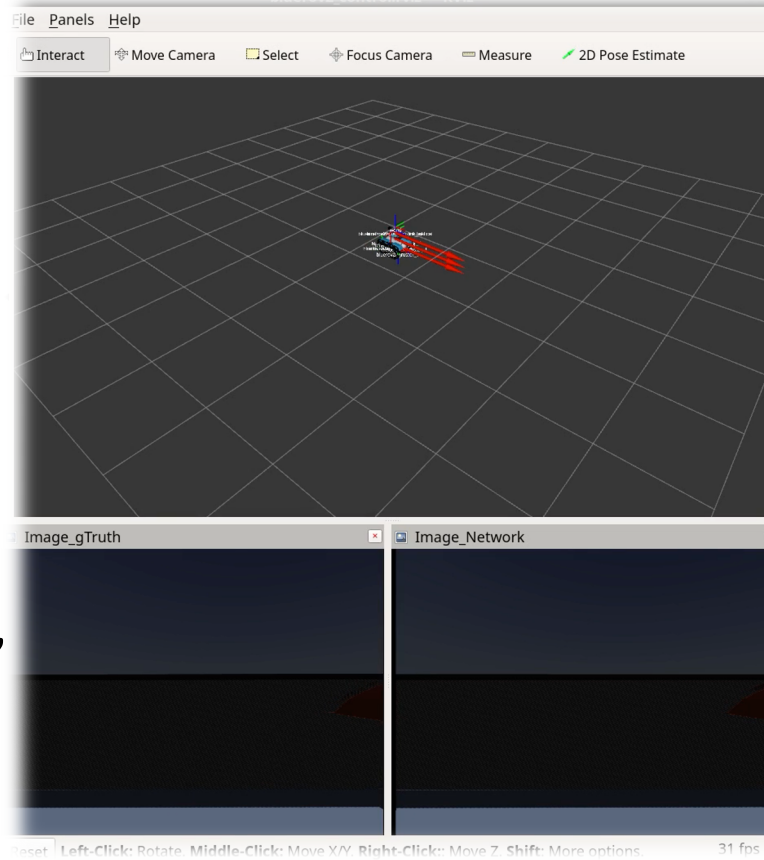 File Panels Help
Interact Move Camera Select Focus Camera Measure 2D Pose Estimate
Image_gTruth Image_Network
Reset Left-Click: Rotate. Middle-Click: Move X/Y. Right-Click:: Move Z. Shift: More options. 31 fps